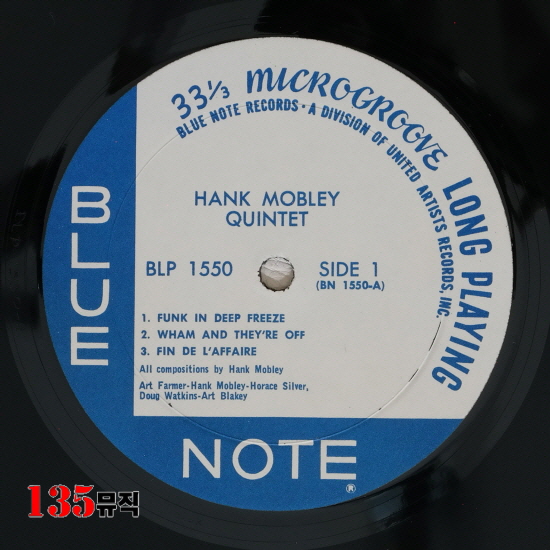 33⅓ MICROGROOVE LONG PLAYING
BLUE NOTE RECORDS • A DIVISION OF UNITED ARTISTS RECORDS, INC.
BLUE
HANK MOBLEY
QUINTET
BLP 1550
SIDE 1
(BN 1550-A)
1. FUNK IN DEEP FREEZE
2. WHAM AND THEY'RE OFF
3. FIN DE L'AFFAIRE
All compositions by Hank Mobley
Art Farmer-Hank Mobley-Horace Silver,
Doug Watkins-Art Blakey
NOTE®
135뮤직